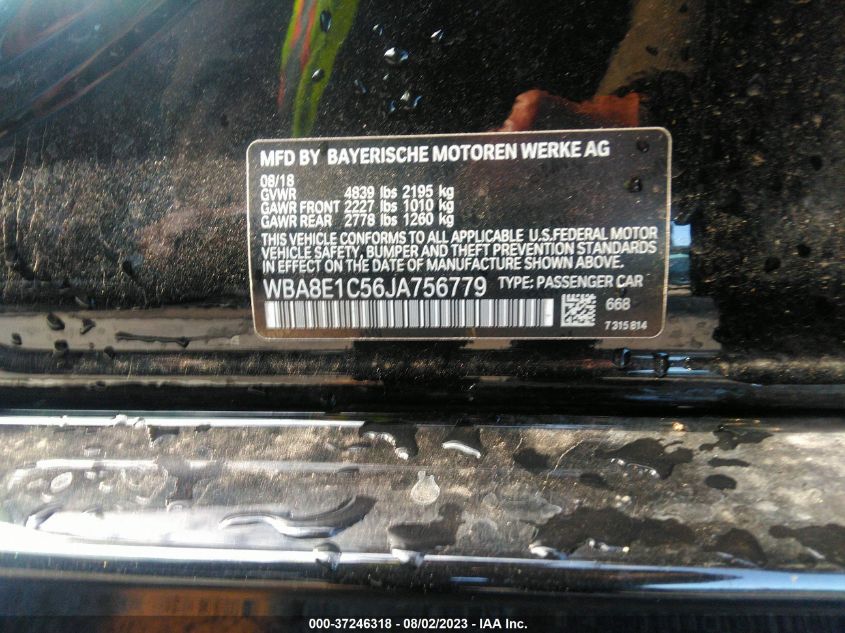 MFD BY BAYERISCHE MOTOREN WERKE AG
08/18
GVWR 4839 lbs 2195 kg
GAWR FRONT 2227 lbs 1010 kg
GAWR REAR 2778 lbs 1260 kg
THIS VEHICLE CONFORMS TO ALL APPLICABLE U.S.FEDERAL MOTOR
VEHICLE SAFETY, BUMPER AND THEFT PREVENTION STANDARDS
IN EFFECT ON THE DATE OF MANUFACTURE SHOWN ABOVE.
WBA8E1C56JA756779 TYPE: PASSENGER CAR
668
7 315 814
000-37246318 - 08/02/2023 - IAA Inc.